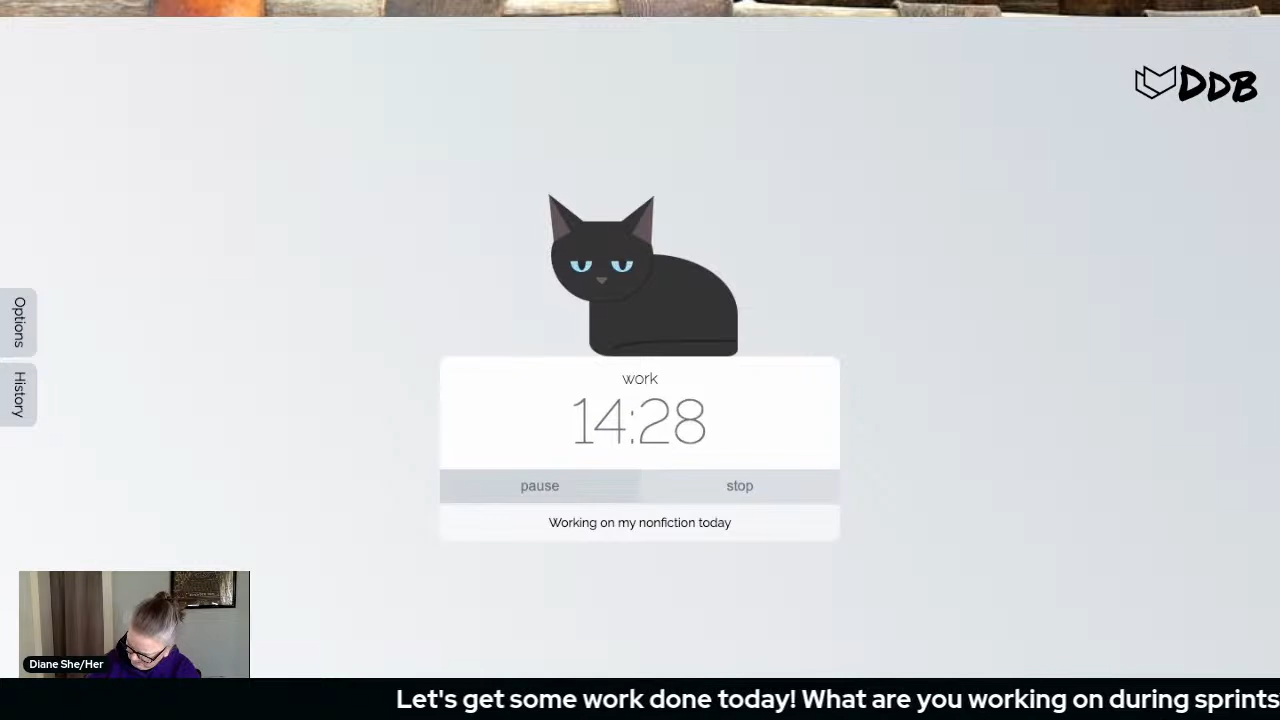 DDB
Options
History
work
14:28
pause
stop
Working on my nonfiction today
Diane She/Her
Let's get some work done today! What are you working on during sprints